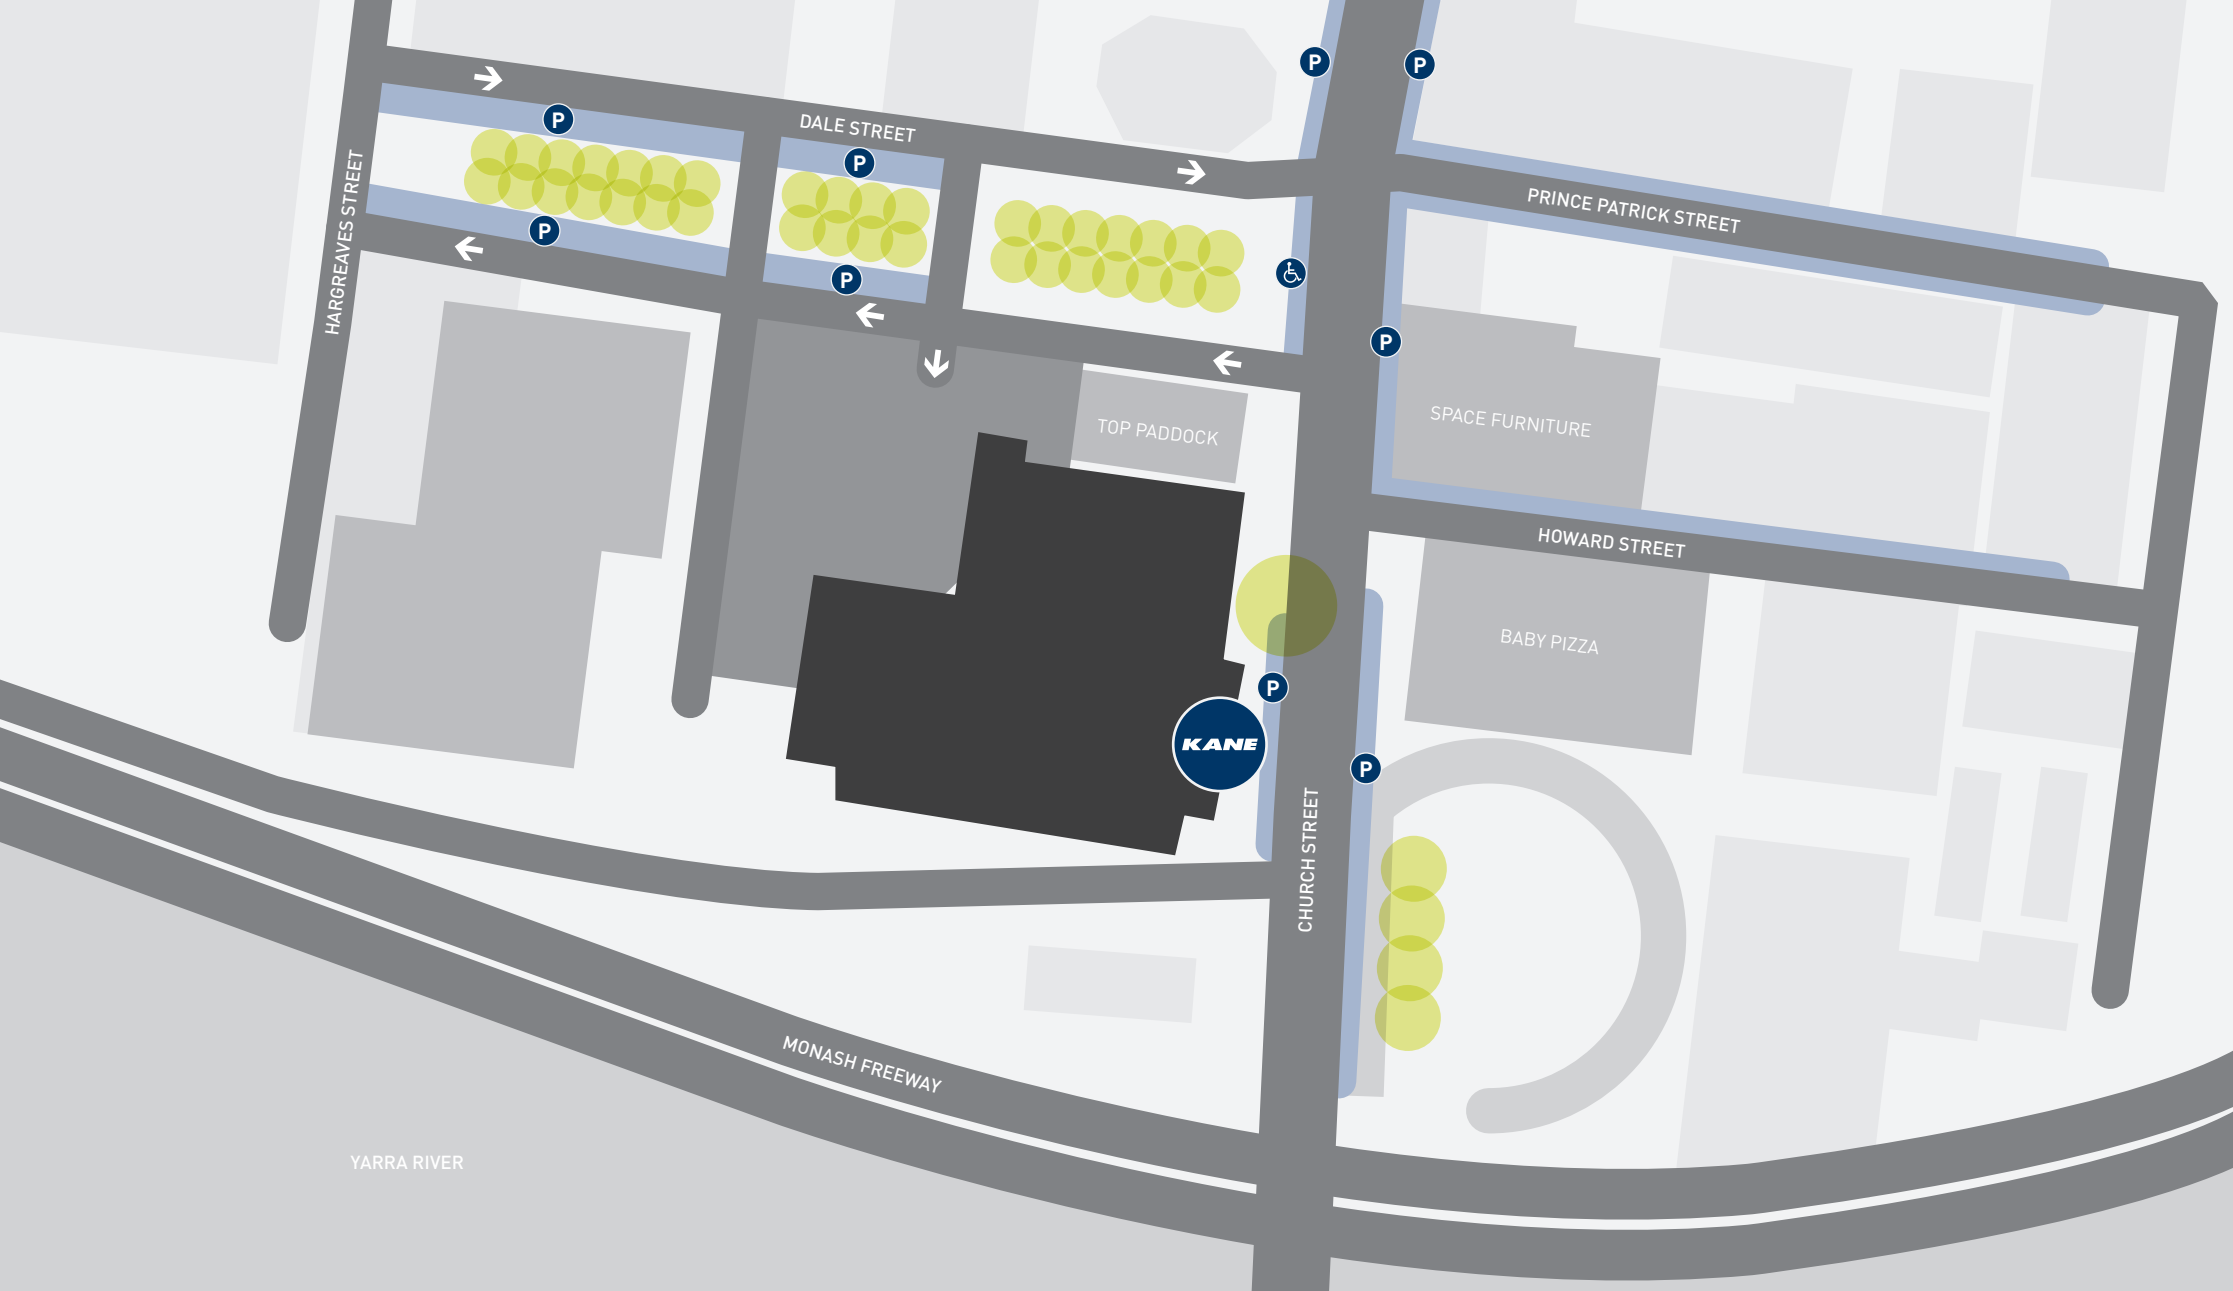 P
P
P
DALE STREET
P
PRINCE PATRICK STREET
HARGREAVES STREET
P
P
P
SPACE FURNITURE
TOP PADDOCK
HOWARD STREET
BABY PIZZA
P
KANE
P
CHURCH STREET
MONASH FREEWAY
YARRA RIVER